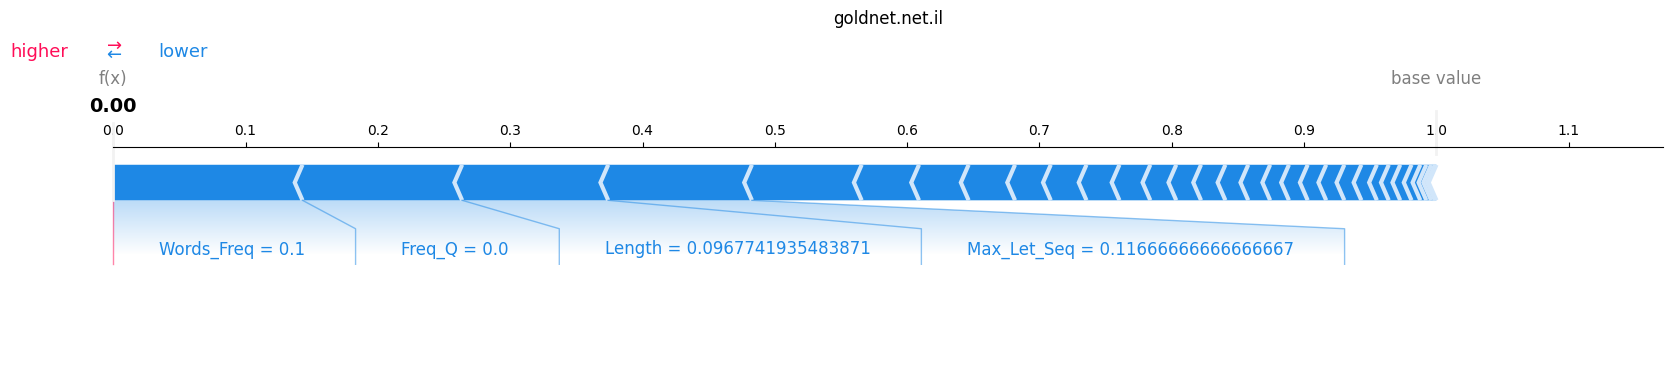 goldnet.net.il
higher → ← lower
f(x) base value
0.00
0.0 0.1 0.2 0.3 0.4 0.5 0.6 0.7 0.8 0.9 1.0 1.1
Words_Freq = 0.1 Freq_Q = 0.0 Length = 0.0967741935483871 Max_Let_Seq = 0.11666666666666667